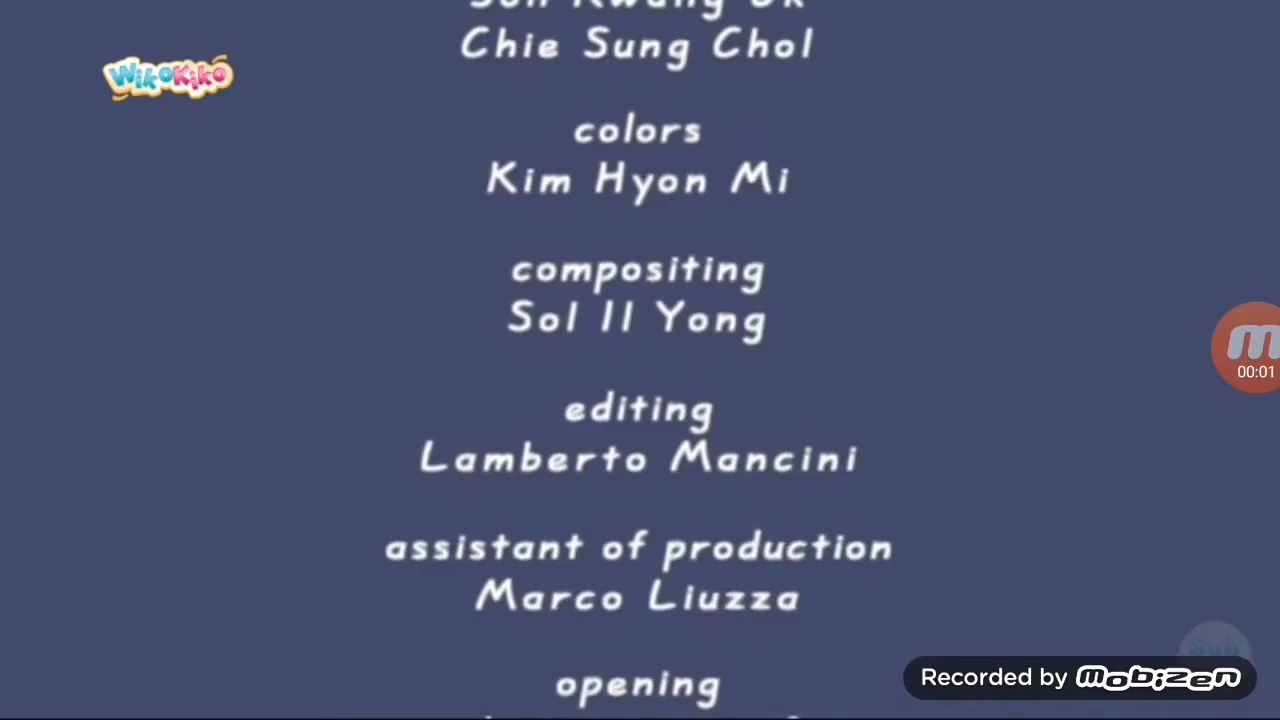 Chie Sung Chol
WikoKiko
colors
Kim Hyon Mi
compositing
Sol Il Yong
editing
Lamberto Mancini
assistant of production
Marco Liuzza
opening
00:01
Sub
Recorded by mobizen